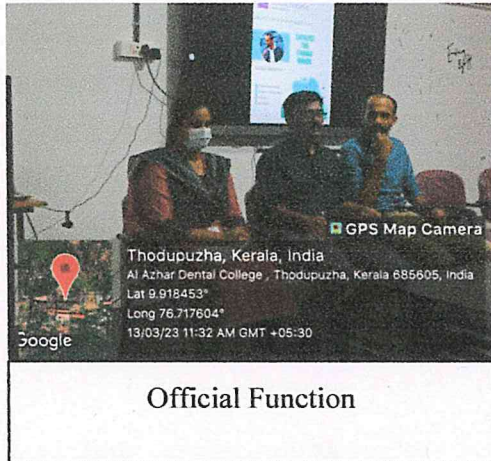 GPS Map Camera
Thodupuzha, Kerala, India
Al Azhar Dental College , Thodupuzha, Kerala 685605, India
Lat 9.918453°
Long 76.717604°
13/03/23 11:32 AM GMT +05:30
Google
Official Function